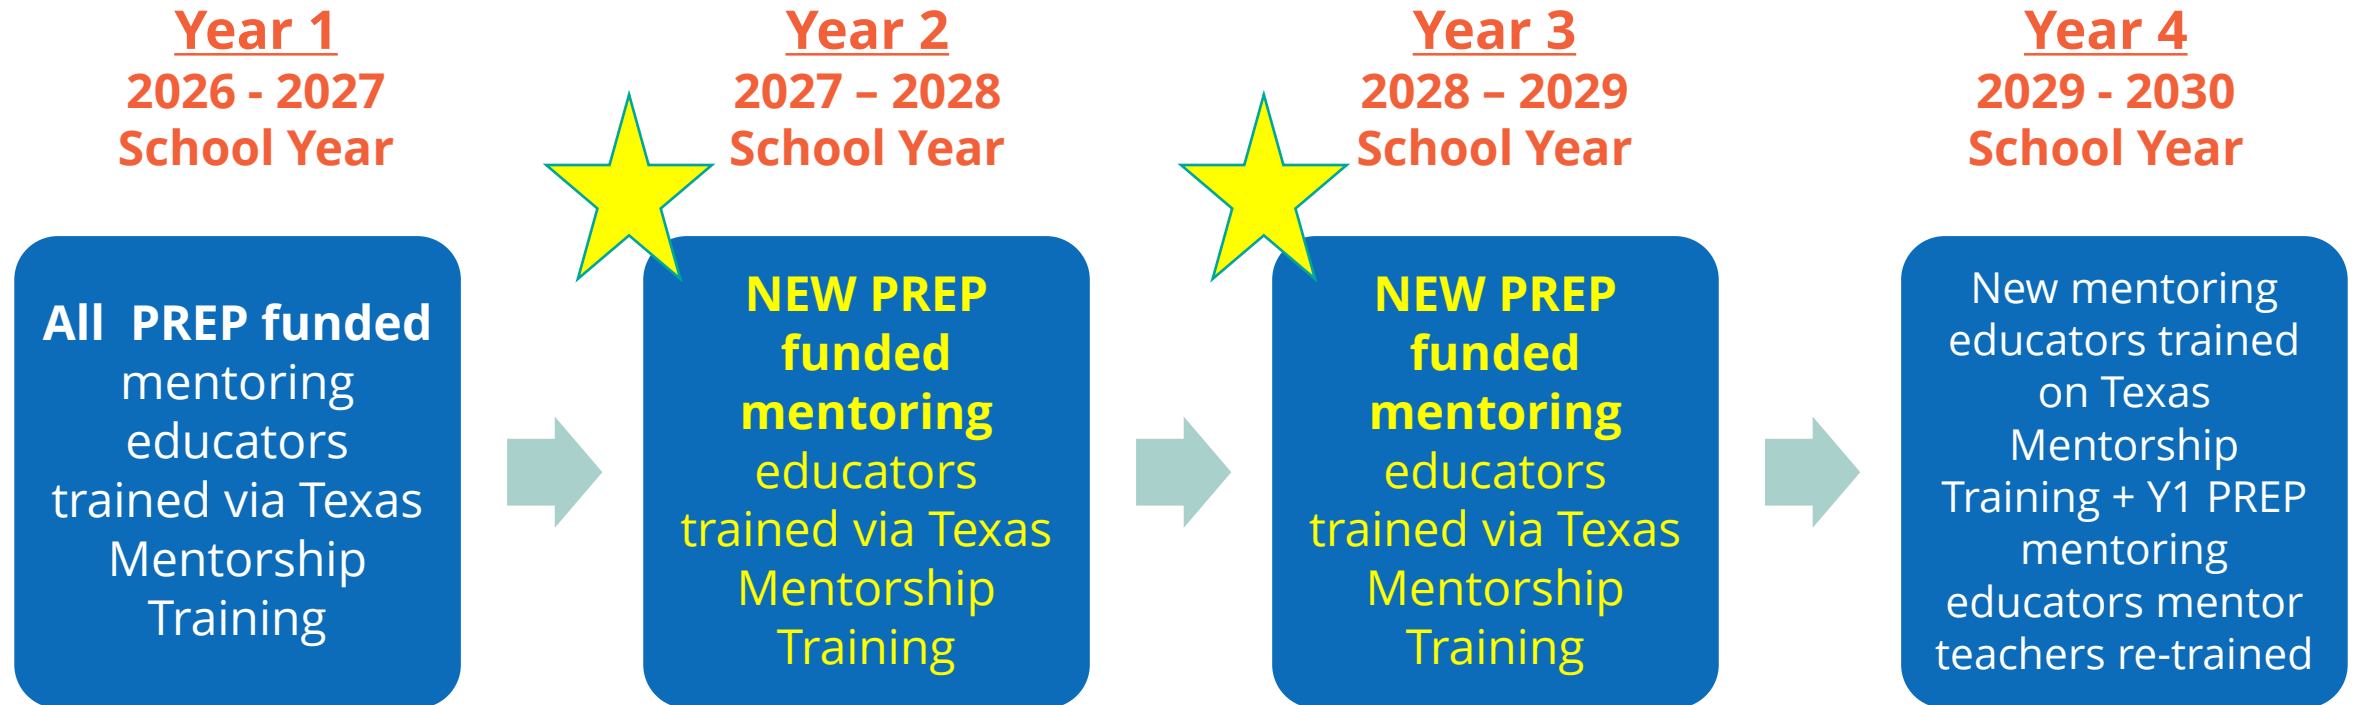 Year 1
2026 - 2027
School Year
All  PREP funded
mentoring
educators
trained via Texas
Mentorship
Training
Year 2
2027 – 2028
School Year
NEW PREP
funded
mentoring
educators
trained via Texas
Mentorship
Training
Year 3
2028 – 2029
School Year
NEW PREP
funded
mentoring
educators
trained via Texas
Mentorship
Training
Year 4
2029 - 2030
School Year
New mentoring
educators trained
on Texas
Mentorship
Training + Y1 PREP
mentoring
educators mentor
teachers re-trained